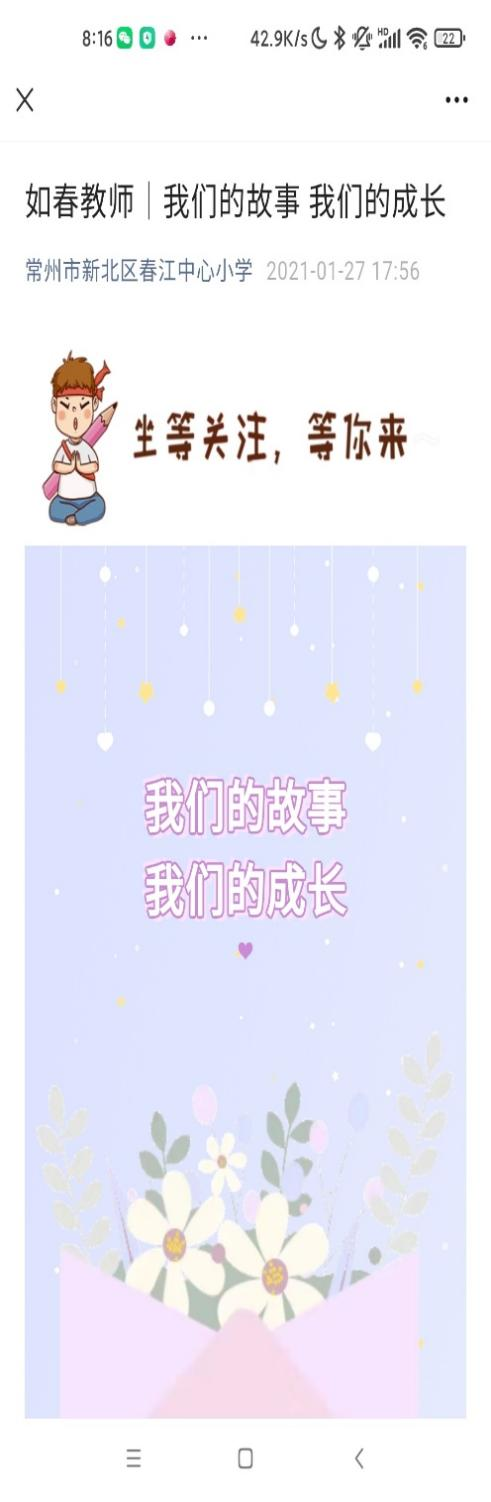 8:16 42.9K/s HD 6 22
如春教师｜我们的故事 我们的成长
常州市新北区春江中心小学 2021-01-27 17:56
坐等关注，等你来
我们的故事
我们的成长